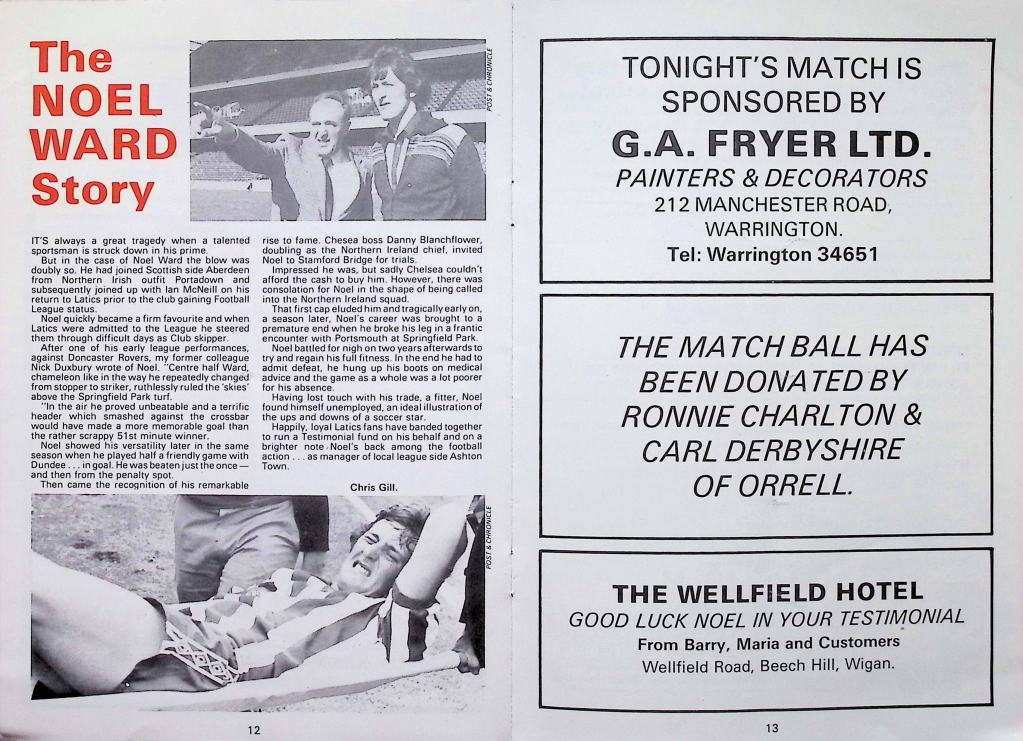 The
NOEL
WARD
Story
POST & CHRONICLE
IT'S always a great tragedy when a talented
sportsman is struck down in his prime.
But in the case of Noel Ward the blow was
doubly so. He had joined Scottish side Aberdeen
from Northern Irish outfit Portadown and
subsequently joined up with Ian McNeill on his
return to Latics prior to the club gaining Football
League status.
Noel quickly became a firm favourite and when
Latics were admitted to the League he steered
them through difficult days as Club skipper.
After one of his early league performances,
against Doncaster Rovers, my former colleague
Nick Duxbury wrote of Noel. "Centre half Ward,
chameleon like in the way he repeatedly changed
from stopper to striker, ruthlessly ruled the 'skies'
above the Springfield Park turf.
"In the air he proved unbeatable and a terrific
header which smashed against the crossbar
would have made a more memorable goal than
the rather scrappy 51st minute winner.
Noel showed his versatility later in the same
season when he played half a friendly game with
Dundee . . . in goal. He was beaten just the once —
and then from the penalty spot.
Then came the recognition of his remarkable
rise to fame. Chesea boss Danny Blanchflower,
doubling as the Northern Ireland chief, invited
Noel to Stamford Bridge for trials.
Impressed he was, but sadly Chelsea couldn't
afford the cash to buy him. However, there was
consolation for Noel in the shape of being called
into the Northern Ireland squad.
That first cap eluded him and tragically early on,
a season later, Noel's career was brought to a
premature end when he broke his leg in a frantic
encounter with Portsmouth at Springfield Park.
Noel battled for nigh on two years afterwards to
try and regain his full fitness. In the end he had to
admit defeat, he hung up his boots on medical
advice and the game as a whole was a lot poorer
for his absence.
Having lost touch with his trade, a fitter, Noel
found himself unemployed, an ideal illustration of
the ups and downs of a soccer star.
Happily, loyal Latics fans have banded together
to run a Testimonial fund on his behalf and on a
brighter note Noel's back among the football
action . . . as manager of local league side Ashton
Town.
Chris Gill.
POST & CHRONICLE
12
TONIGHT'S MATCH IS
SPONSORED BY
G.A. FRYER LTD.
PAINTERS & DECORATORS
212 MANCHESTER ROAD,
WARRINGTON.
Tel: Warrington 34651
THE MATCH BALL HAS
BEEN DONATED BY
RONNIE CHARLTON &
CARL DERBYSHIRE
OF ORRELL.
THE WELLFIELD HOTEL
GOOD LUCK NOEL IN YOUR TESTIMONIAL
From Barry, Maria and Customers
Wellfield Road, Beech Hill, Wigan.
13